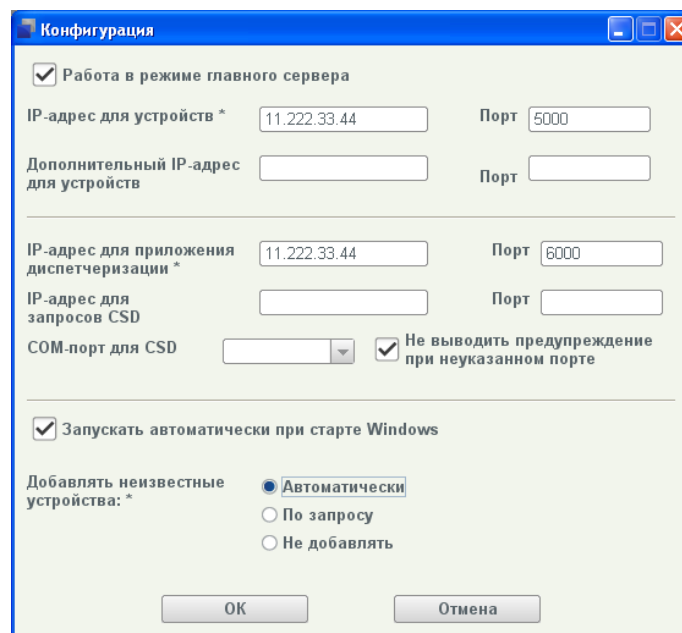 Конфигурация
Работа в режиме главного сервера
IP-адрес для устройств * 11.222.33.44 Порт 5000
Дополнительный IP-адрес
для устройств Порт
IP-адрес для приложения
диспетчеризации * 11.222.33.44 Порт 6000
IP-адрес для
запросов CSD Порт
COM-порт для CSD Не выводить предупреждение
при неуказанном порте
Запускать автоматически при старте Windows
Добавлять неизвестные
устройства: * Автоматически
По запросу
Не добавлять
ОК Отмена